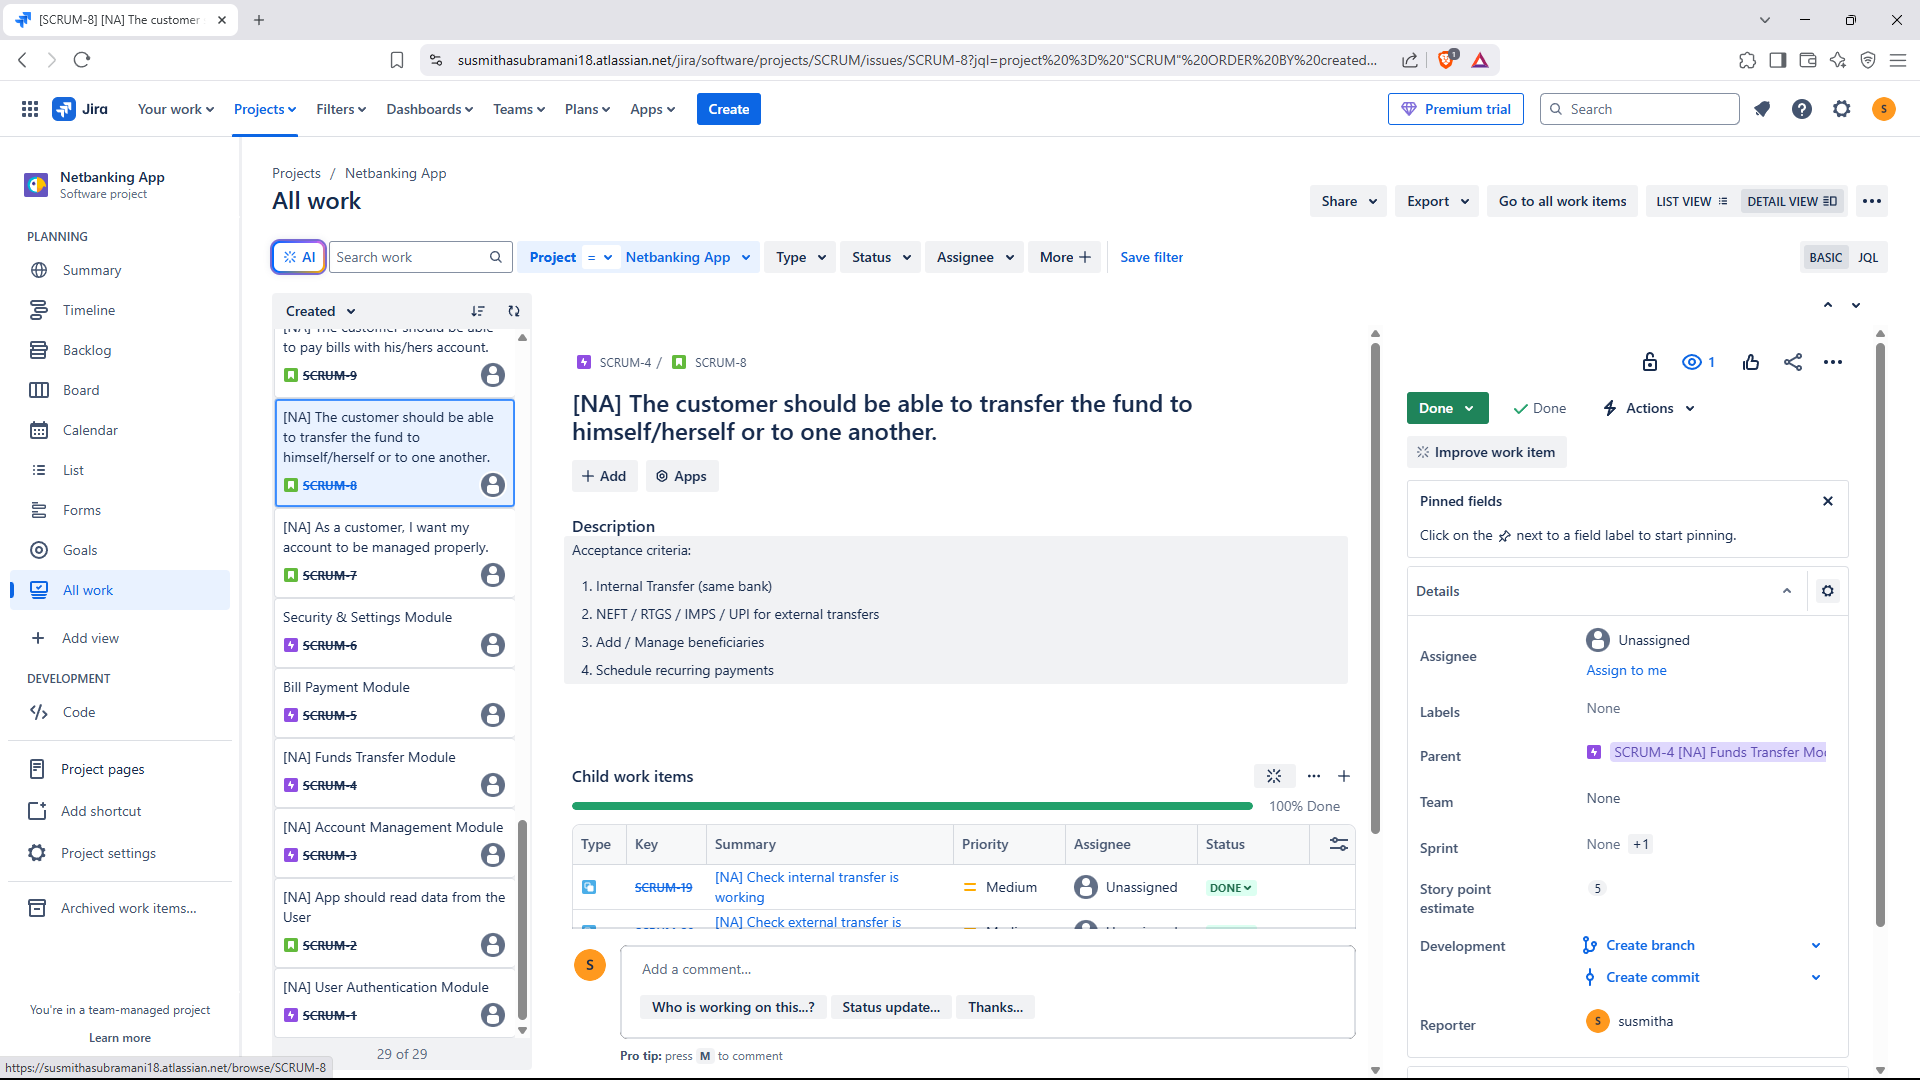 [SCRUM-8] [NA] The customer
susmithasubramani18.atlassian.net/jira/software/projects/SCRUM/issues/SCRUM-8?jql=project%20%3D%20"SCRUM"%20ORDER%20BY%20created...
1
Jira
Your work
Projects
Filters
Dashboards
Teams
Plans
Apps
Create
Premium trial
Search
S
Netbanking App
Software project
PLANNING
Summary
Timeline
Backlog
Board
Calendar
List
Forms
Goals
All work
Add view
DEVELOPMENT
Code
Project pages
Add shortcut
Project settings
Archived work items...
You're in a team-managed project
Learn more
https://susmithasubramani18.atlassian.net/browse/SCRUM-8
Projects / Netbanking App
All work
Share
Export
Go to all work items
LIST VIEW
DETAIL VIEW
AI
Search work
Project = Netbanking App
Type
Status
Assignee
More
Save filter
BASIC
JQL
Created
[NA] The customer should be able
to pay bills with his/hers account.
SCRUM-9
[NA] The customer should be able
to transfer the fund to
himself/herself or to one another.
SCRUM-8
[NA] As a customer, I want my
account to be managed properly.
SCRUM-7
Security & Settings Module
SCRUM-6
Bill Payment Module
SCRUM-5
[NA] Funds Transfer Module
SCRUM-4
[NA] Account Management Module
SCRUM-3
[NA] App should read data from the
User
SCRUM-2
[NA] User Authentication Module
SCRUM-1
29 of 29
SCRUM-4 / SCRUM-8
[NA] The customer should be able to transfer the fund to
himself/herself or to one another.
Add
Apps
Description
Acceptance criteria:
1. Internal Transfer (same bank)
2. NEFT / RTGS / IMPS / UPI for external transfers
3. Add / Manage beneficiaries
4. Schedule recurring payments
Child work items
100% Done
Type Key Summary Priority Assignee Status
SCRUM-19 [NA] Check internal transfer is Medium Unassigned DONE
working
[NA] Check external transfer is
S
Add a comment...
Who is working on this...?
Status update...
Thanks...
Pro tip: press M to comment
1
Done
Done
Actions
Improve work item
Pinned fields
Click on the next to a field label to start pinning.
Details
Assignee
Unassigned
Assign to me
Labels
None
Parent
SCRUM-4 [NA] Funds Transfer
Team
None
Sprint
None +1
Story point
estimate
5
Development
Create branch
Create commit
Reporter
S susmitha